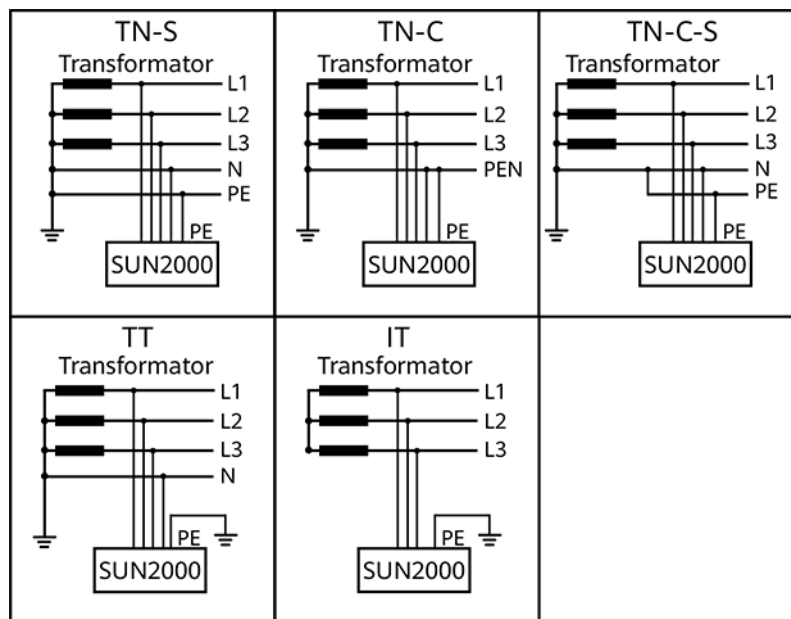 TN-S
Transformator
L1
L2
L3
N
PE
PE
SUN2000
TN-C
Transformator
L1
L2
L3
PEN
PE
SUN2000
TN-C-S
Transformator
L1
L2
L3
N
PE
PE
SUN2000
TT
Transformator
L1
L2
L3
N
PE
SUN2000
IT
Transformator
L1
L2
L3
PE
SUN2000